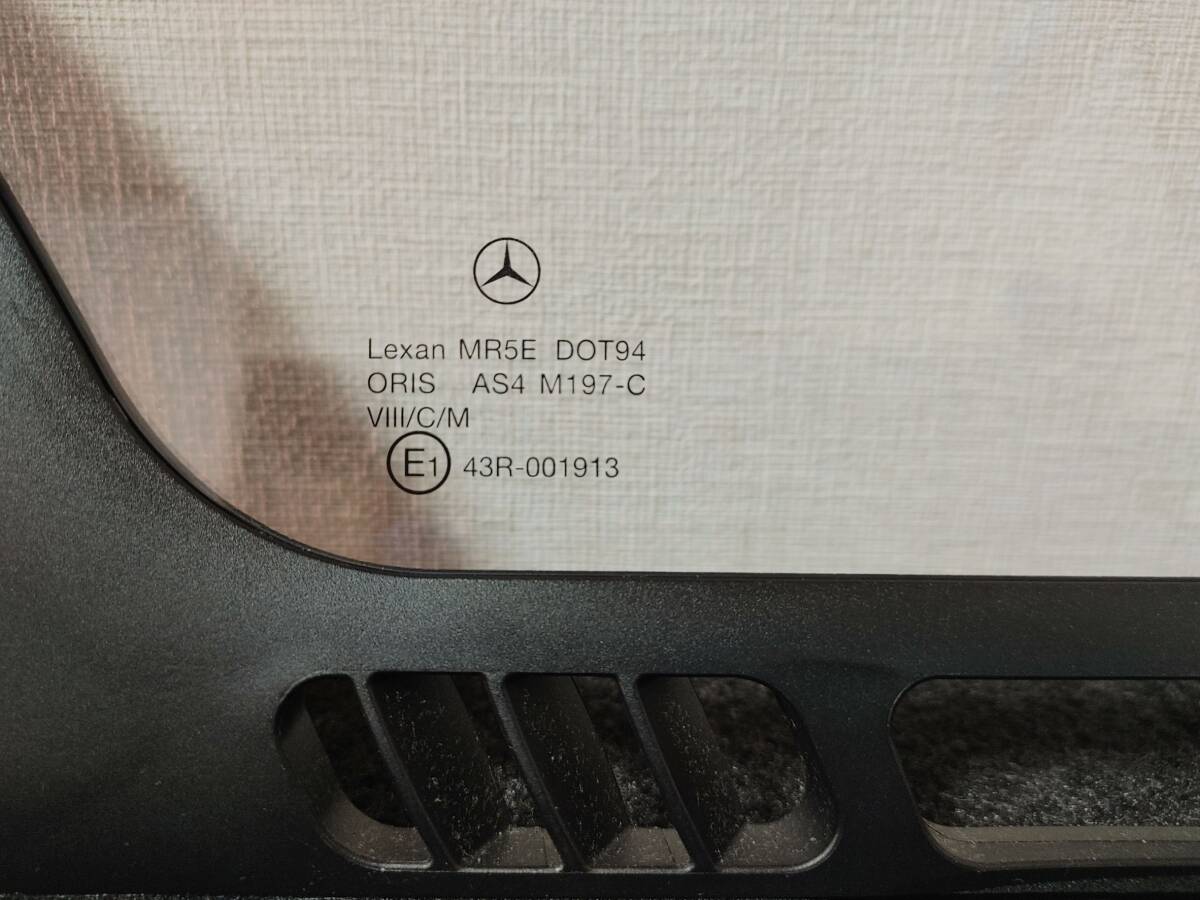 Lexan MR5E DOT94
ORIS AS4 M197-C
VIII/C/M
E1 43R-001913